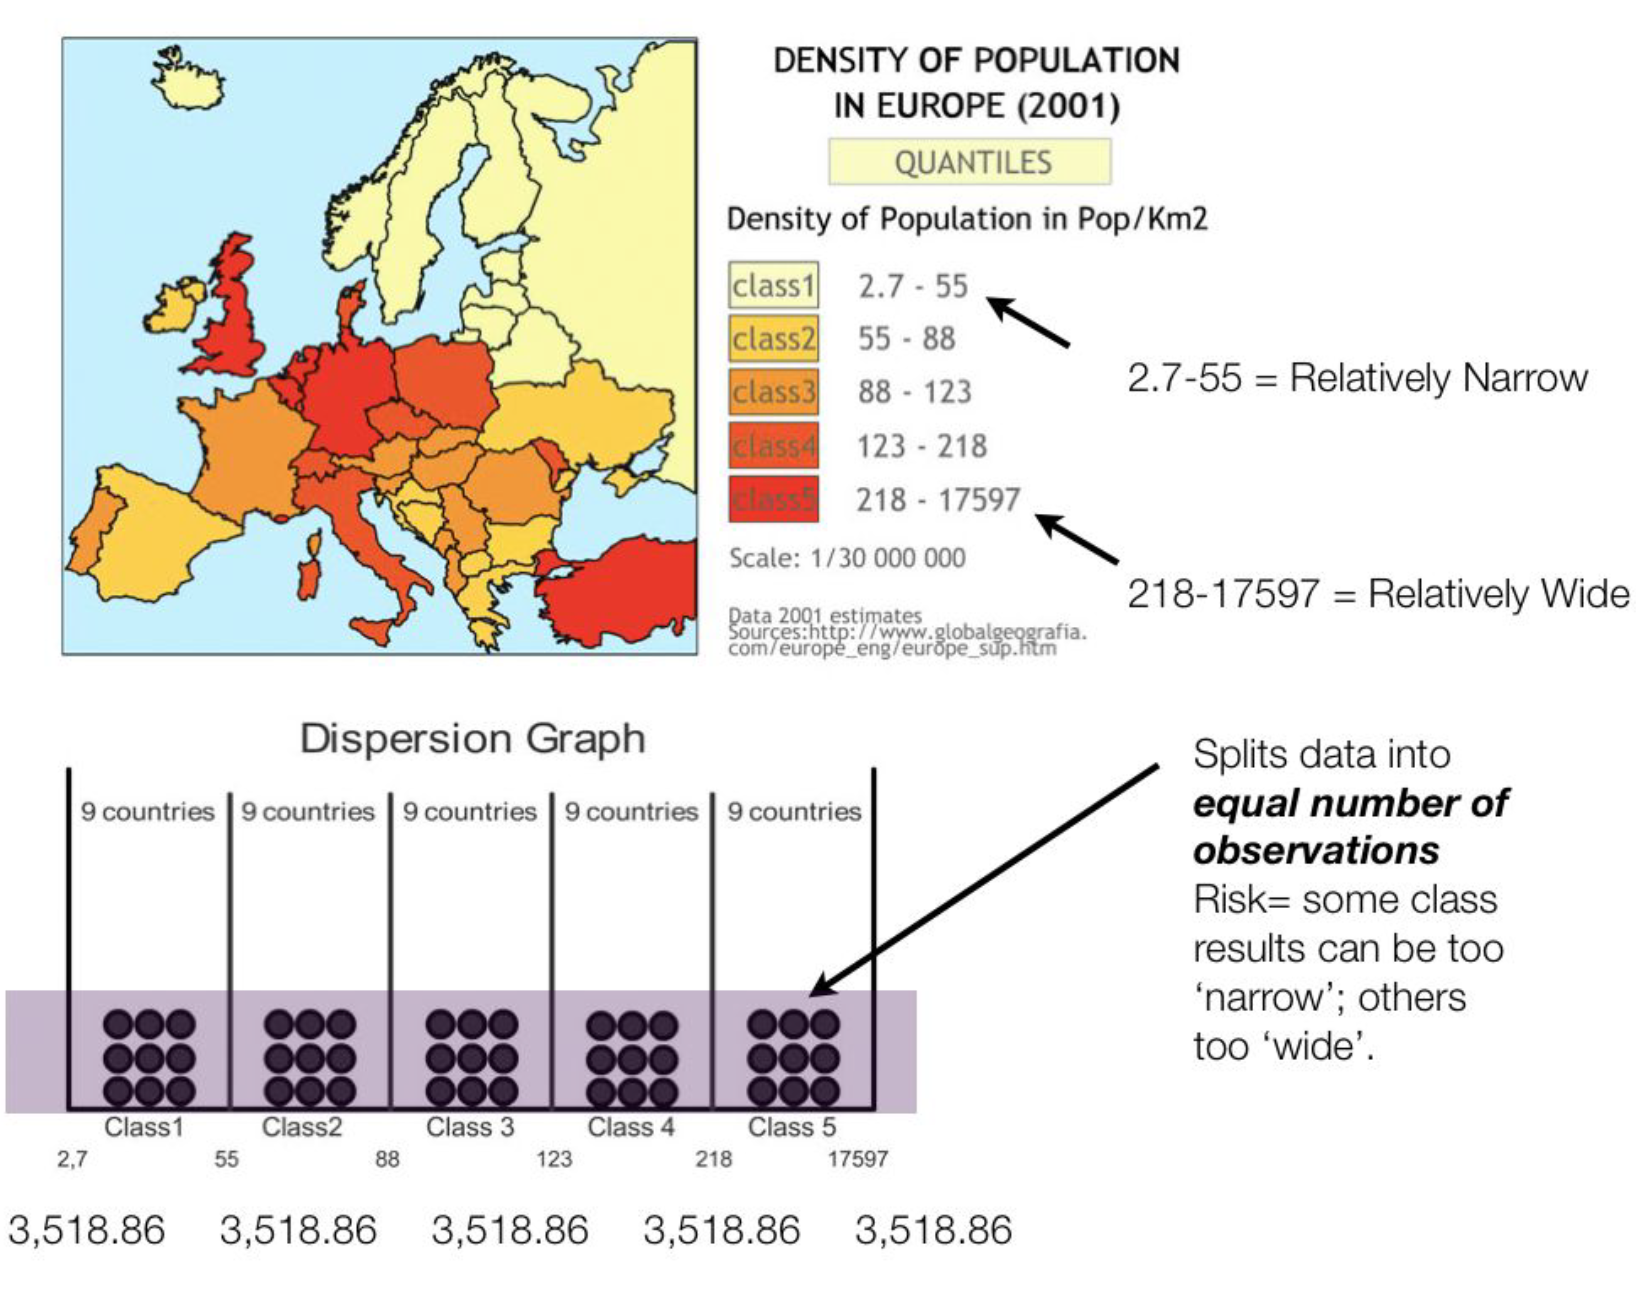 DENSITY OF POPULATION
IN EUROPE (2001)
QUANTILES
Density of Population in Pop/Km2
class1 2.7 - 55
class2 55 - 88
class3 88 - 123
class4 123 - 218
class5 218 - 17597
Scale: 1/30 000 000
Data 2001 estimates
Sources:http://www.globalgeografia.
com/europe_eng/europe_sup.htm
2.7-55 = Relatively Narrow
218-17597 = Relatively Wide
Dispersion Graph
9 countries 9 countries 9 countries 9 countries 9 countries
Class1 Class2 Class 3 Class 4 Class 5
2,7 55 88 123 218 17597
3,518.86 3,518.86 3,518.86 3,518.86 3,518.86
Splits data into
equal number of
observations
Risk= some class
results can be too
‘narrow’; others
too ‘wide’.